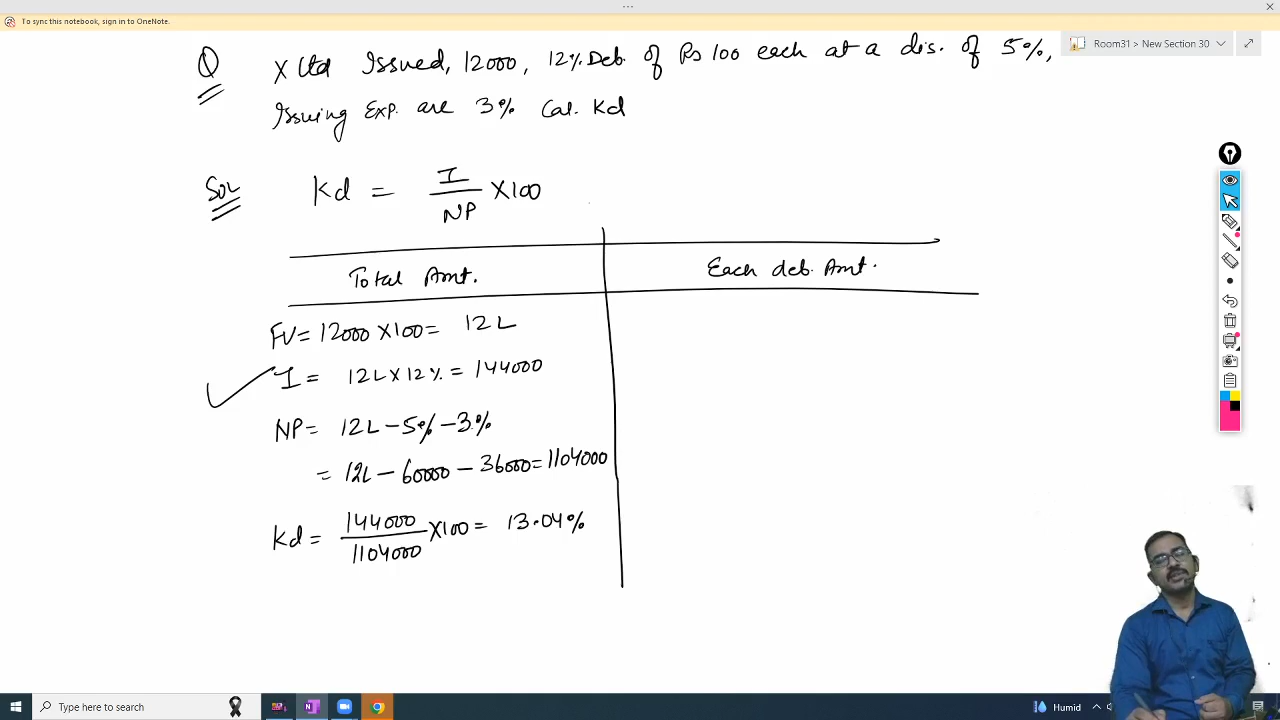 To sync this notebook, sign in to OneNote.
Room31 > New Section 30
Q X Ltd Issued, 12000, 12% Deb. of Rs 100 each at a dis. of 5%,
Issuing Exp. are 3% Cal. Kd
Sol Kd = I/NP X100
Total Amt. Each deb. Amt.
FV= 12000 X100= 12L
I = 12L X 12% = 144000
NP= 12L - 5% - 3%
= 12L - 60000 - 36000 = 1104000
Kd = 144000/1104000 X100 = 13.04%
Type here to search
Humid